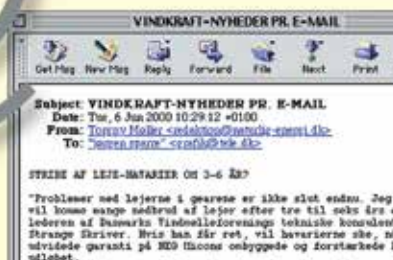 VINDKRAFT-NYHEDER PR. E-MAIL
Get Msg New Msg Reply Forward File Next Print
Subject: VINDKRAFT-NYHEDER PR. E-MAIL
Date: Tue, 6 Jun 2000 10:29:12 +0100
From: Torgny Møller
To:
STRIBE AF LEJE-HAVARIER OM 3-6 ÅR?
"Problemer med lejerne i gearene er ikke slut endnu. Jeg
vil komme mange nedbrud af lejer efter tre til seks års
lederen af Danmarks Vindmølleforenings tekniske konsulent
Strange Skriver. Hvis han får ret, vil havarierne ske, n
udvidede garanti på NEG Micons ombyggede og forstærkede
udløbet.